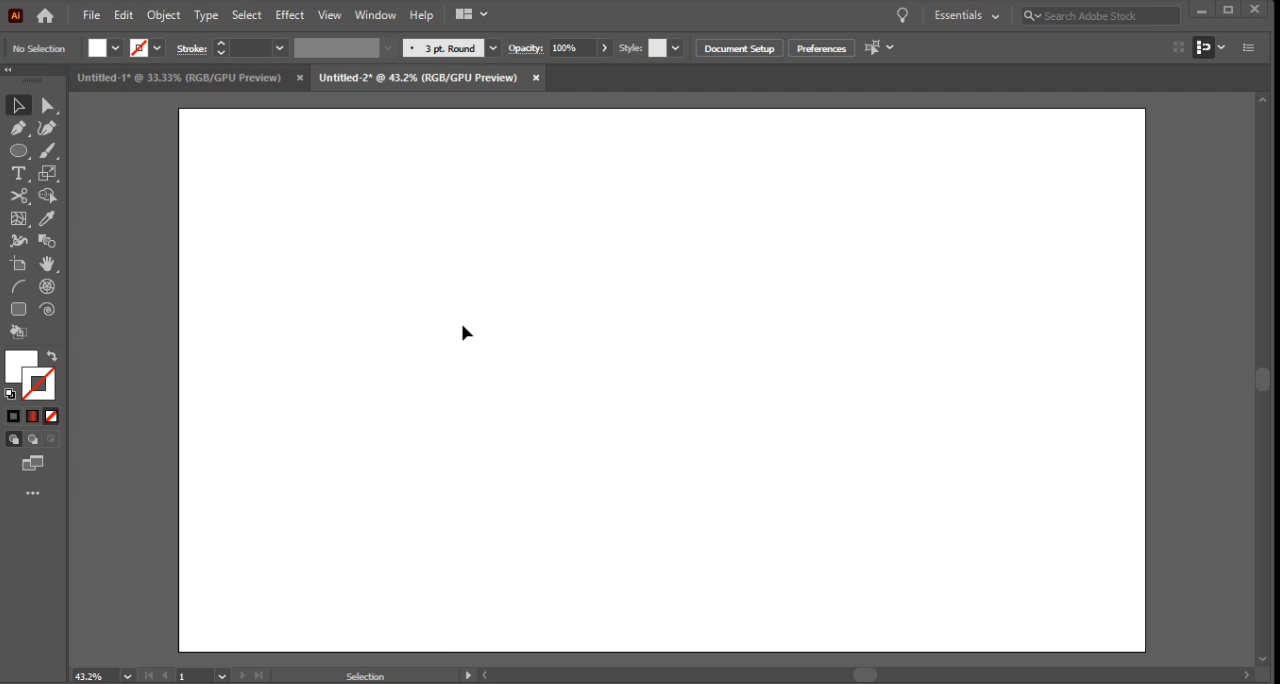 Ai File Edit Object Type Select Effect View Window Help Essentials Search Adobe Stock
No Selection Stroke: 3 pt. Round Opacity: 100% Style: Document Setup Preferences
Untitled-1* @ 33.33% (RGB/GPU Preview) Untitled-2* @ 43.2% (RGB/GPU Preview)
43.2% 1 Selection